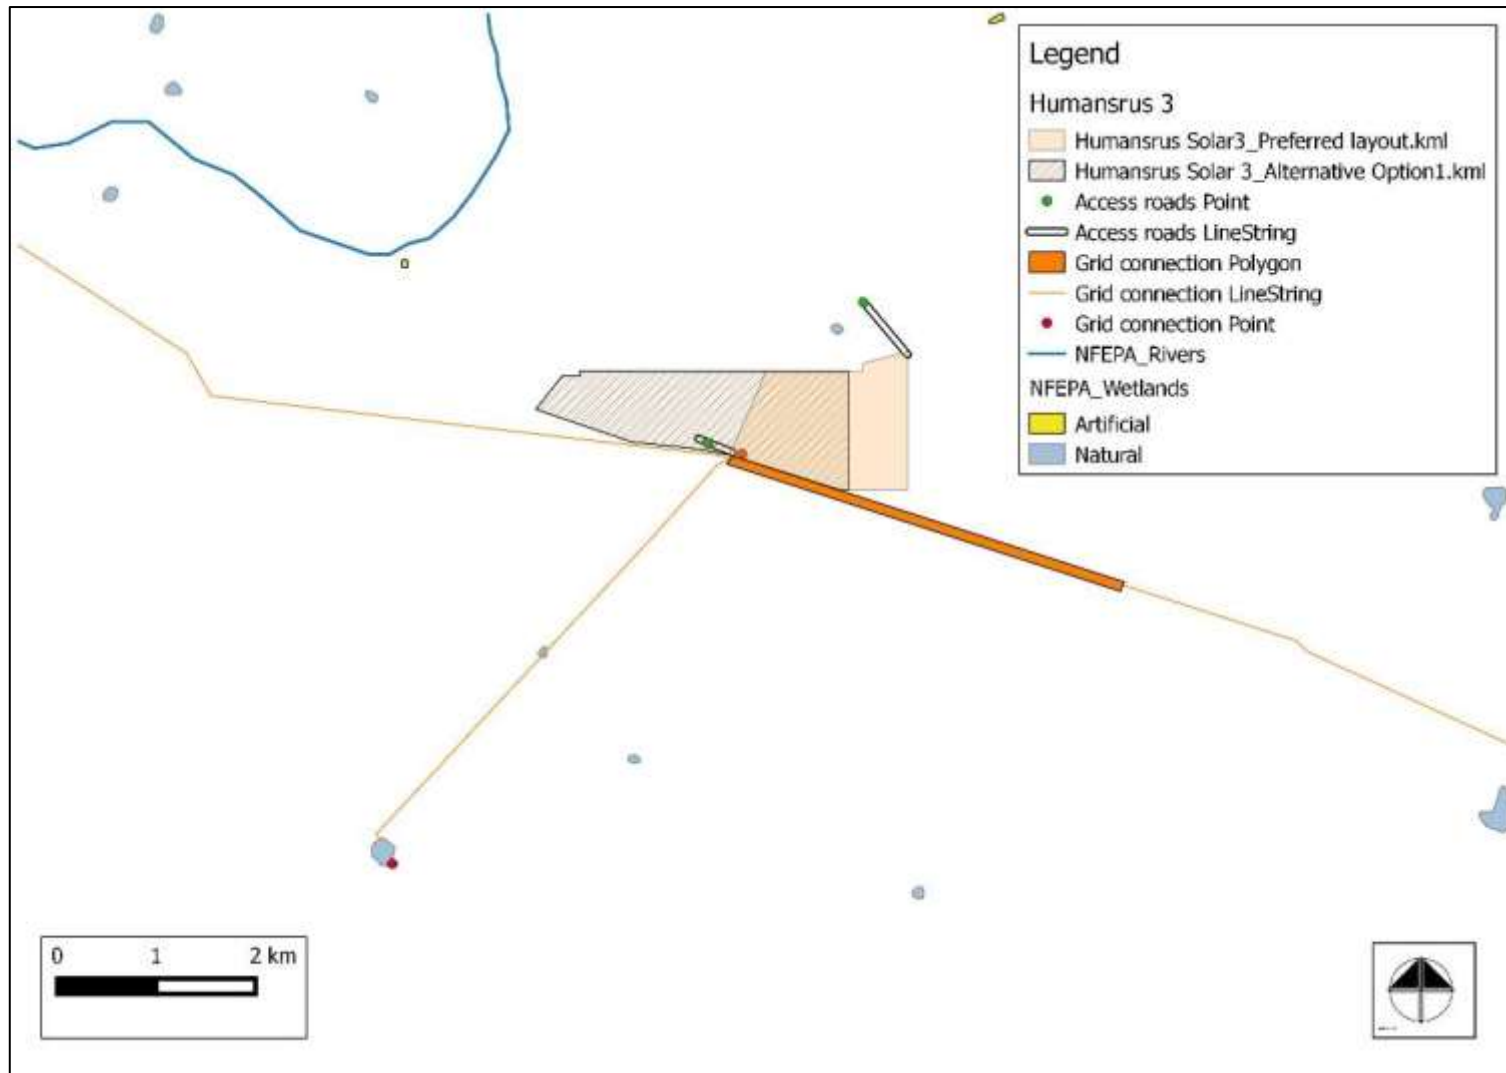 Legend
Humansrus 3
Humansrus Solar3_Preferred layout.kml
Humansrus Solar 3_Alternative Option1.kml
Access roads Point
Access roads LineString
Grid connection Polygon
Grid connection LineString
Grid connection Point
NFEPA_Rivers
NFEPA_Wetlands
Artificial
Natural
0 1 2 km